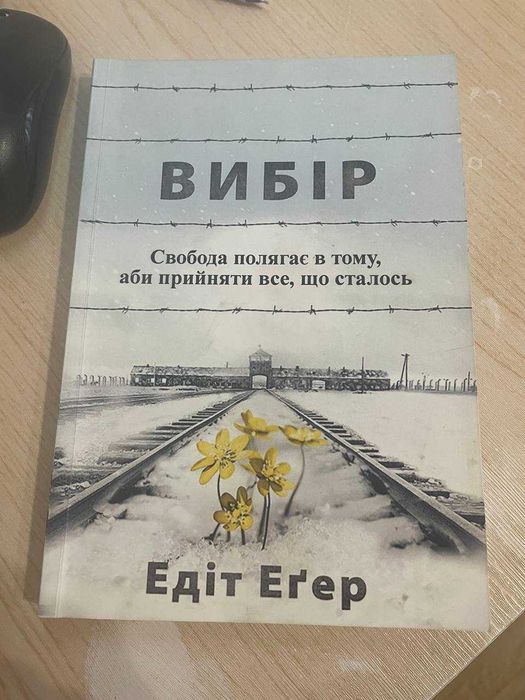 ВИБІР
Свобода полягає в тому,
аби прийняти все, що сталось
Едіт Еґер